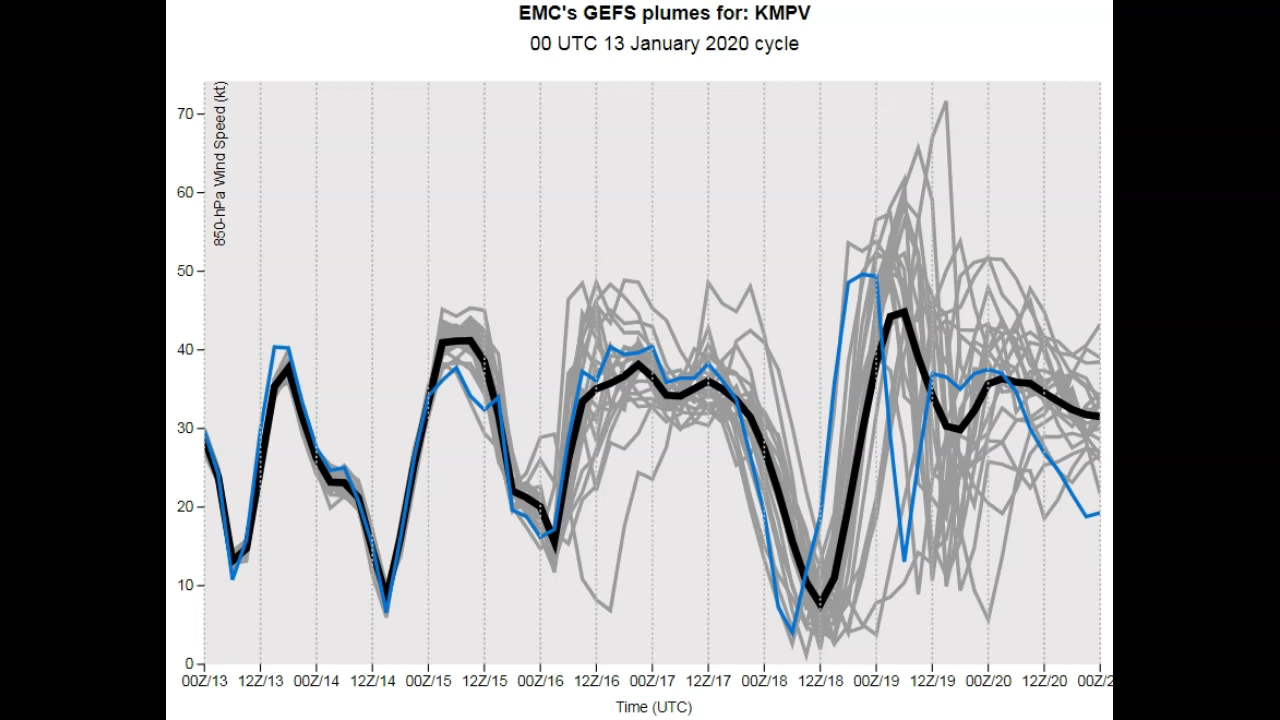 EMC's GEFS plumes for: KMPV
00 UTC 13 January 2020 cycle
850-hPa Wind Speed (kt)
70
60
50
40
30
20
10
0
00Z/13 12Z/13 00Z/14 12Z/14 00Z/15 12Z/15 00Z/16 12Z/16 00Z/17 12Z/17 00Z/18 12Z/18 00Z/19 12Z/19 00Z/20 12Z/20 00Z/2
Time (UTC)